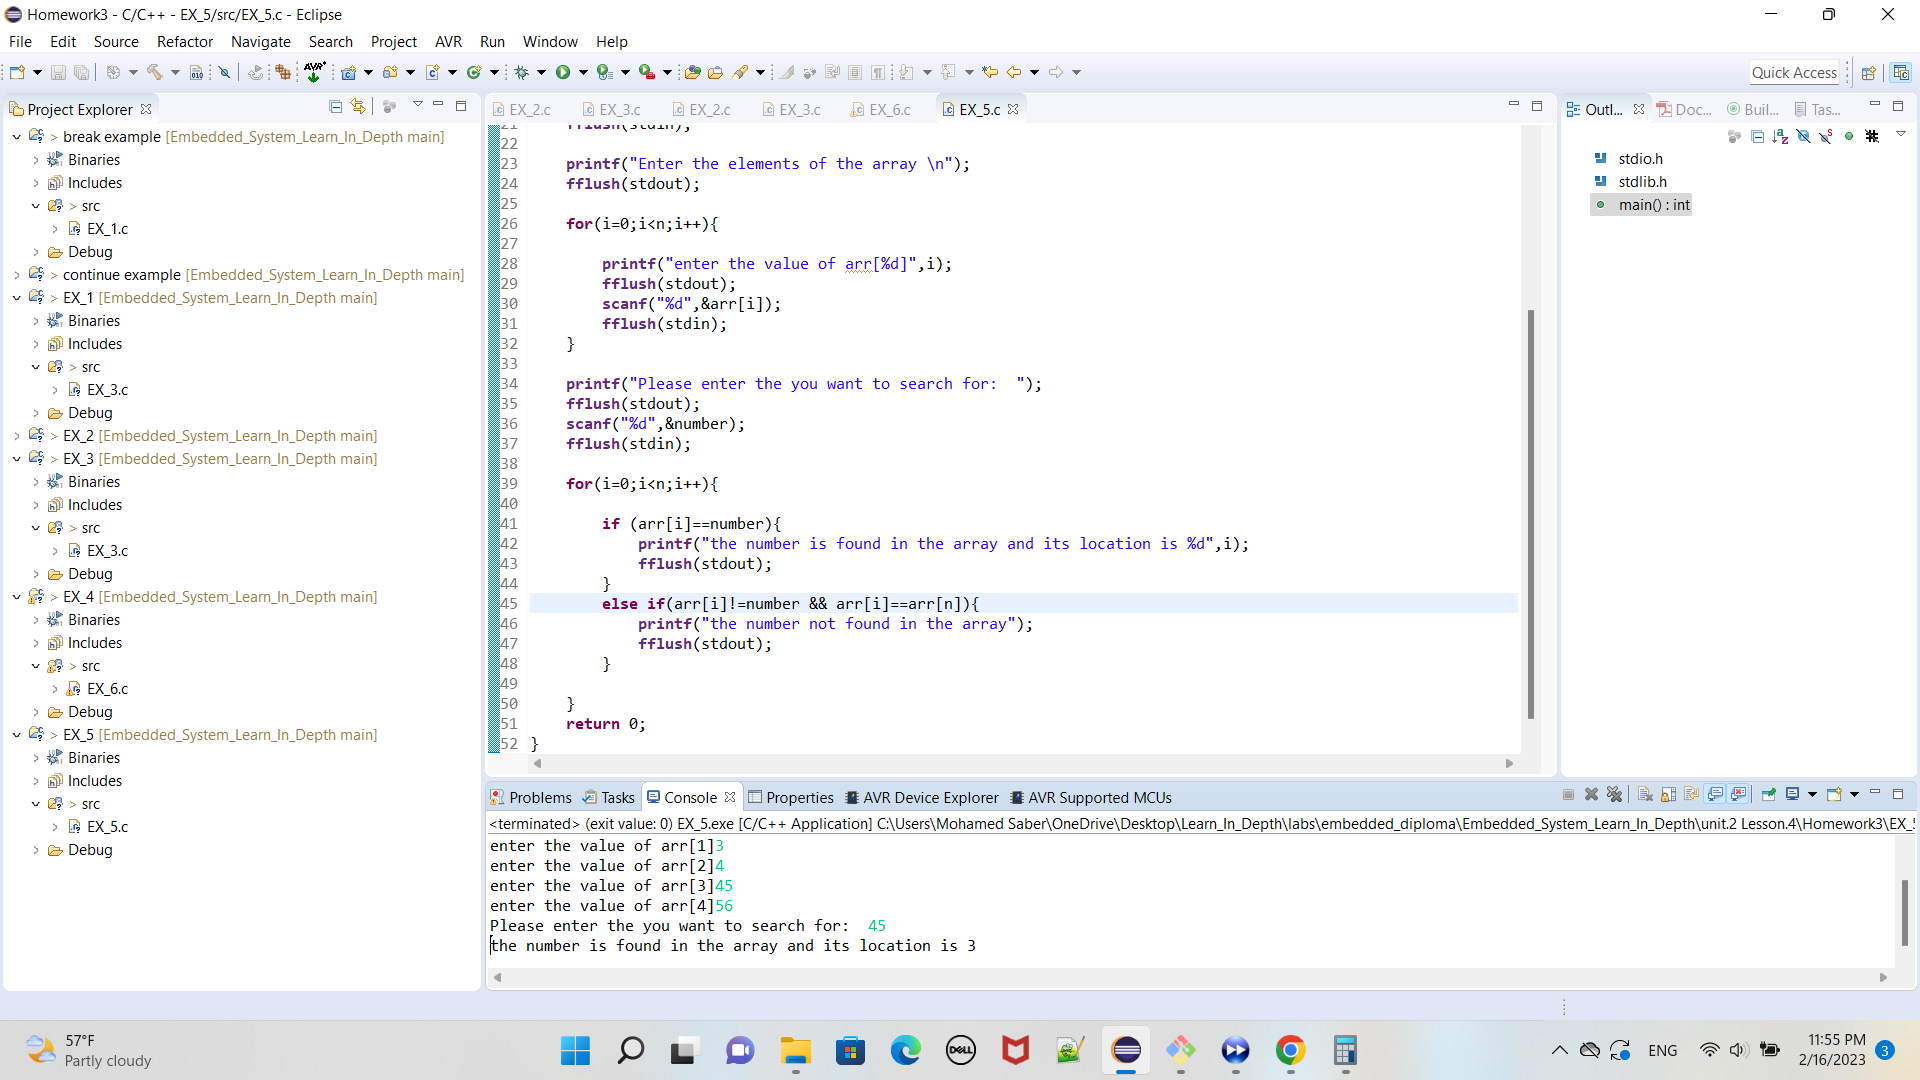 Homework3 - C/C++ - EX_5/src/EX_5.c - Eclipse
File Edit Source Refactor Navigate Search Project AVR Run Window Help
Quick Access
Project Explorer
> break example [Embedded_System_Learn_In_Depth main]
Binaries
Includes
> src
EX_1.c
Debug
> continue example [Embedded_System_Learn_In_Depth main]
> EX_1 [Embedded_System_Learn_In_Depth main]
Binaries
Includes
> src
EX_3.c
Debug
> EX_2 [Embedded_System_Learn_In_Depth main]
> EX_3 [Embedded_System_Learn_In_Depth main]
Binaries
Includes
> src
EX_3.c
Debug
> EX_4 [Embedded_System_Learn_In_Depth main]
Binaries
Includes
> src
EX_6.c
Debug
> EX_5 [Embedded_System_Learn_In_Depth main]
Binaries
Includes
> src
EX_5.c
Debug
EX_2.c EX_3.c EX_2.c EX_3.c EX_6.c EX_5.c
21 fflush(stdin);
22
23 printf("Enter the elements of the array \n");
24 fflush(stdout);
25
26 for(i=0;i<n;i++){
27
28 printf("enter the value of arr[%d]",i);
29 fflush(stdout);
30 scanf("%d",&arr[i]);
31 fflush(stdin);
32 }
33
34 printf("Please enter the you want to search for:  ");
35 fflush(stdout);
36 scanf("%d",&number);
37 fflush(stdin);
38
39 for(i=0;i<n;i++){
40
41 if (arr[i]==number){
42 printf("the number is found in the array and its location is %d",i);
43 fflush(stdout);
44 }
45 else if(arr[i]!=number && arr[i]==arr[n]){
46 printf("the number not found in the array");
47 fflush(stdout);
48 }
49
50 }
51 return 0;
52 }
Outl... Doc... Buil... Tas...
stdio.h
stdlib.h
main() : int
Problems Tasks Console Properties AVR Device Explorer AVR Supported MCUs
<terminated> (exit value: 0) EX_5.exe [C/C++ Application] C:\Users\Mohamed Saber\OneDrive\Desktop\Learn_In_Depth\labs\embedded_diploma\Embedded_System_Learn_In_Depth\unit.2 Lesson.4\Homework3\EX_5
enter the value of arr[1]3
enter the value of arr[2]4
enter the value of arr[3]45
enter the value of arr[4]56
Please enter the you want to search for:  45
the number is found in the array and its location is 3
57°F
Partly cloudy
DELL
ENG
11:55 PM
2/16/2023
3